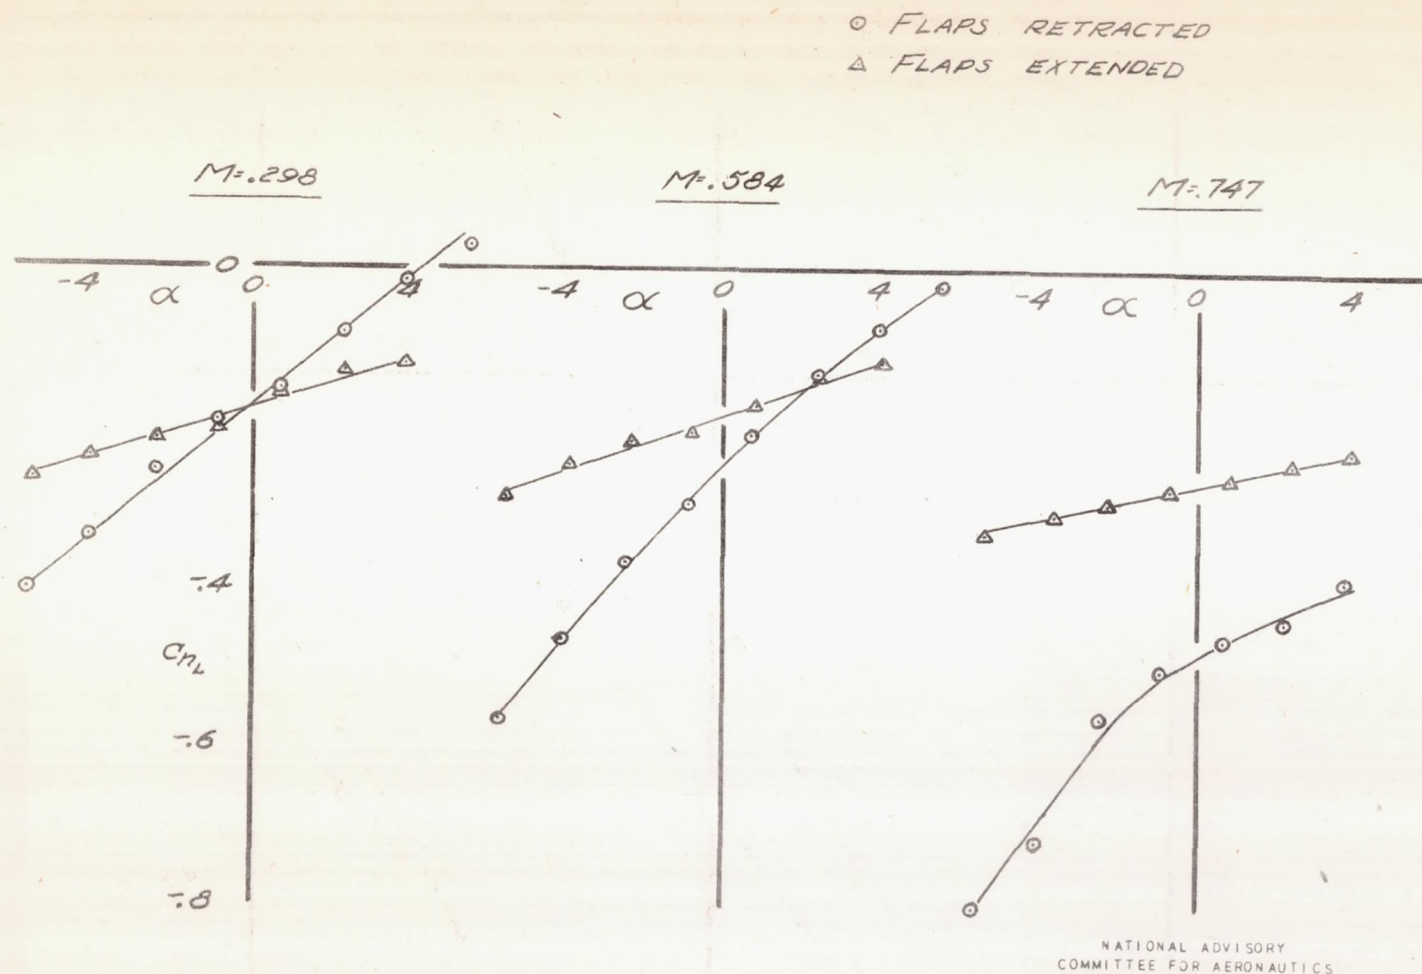 ⊙ FLAPS RETRACTED
△ FLAPS EXTENDED
M=.298
M=.584
M=.747
0
-4 α 0 4 -4 α 0 4 -4 α 0 4
-.4
CnL
-.6
-.8
NATIONAL ADVISORY
COMMITTEE FOR AERONAUTICS